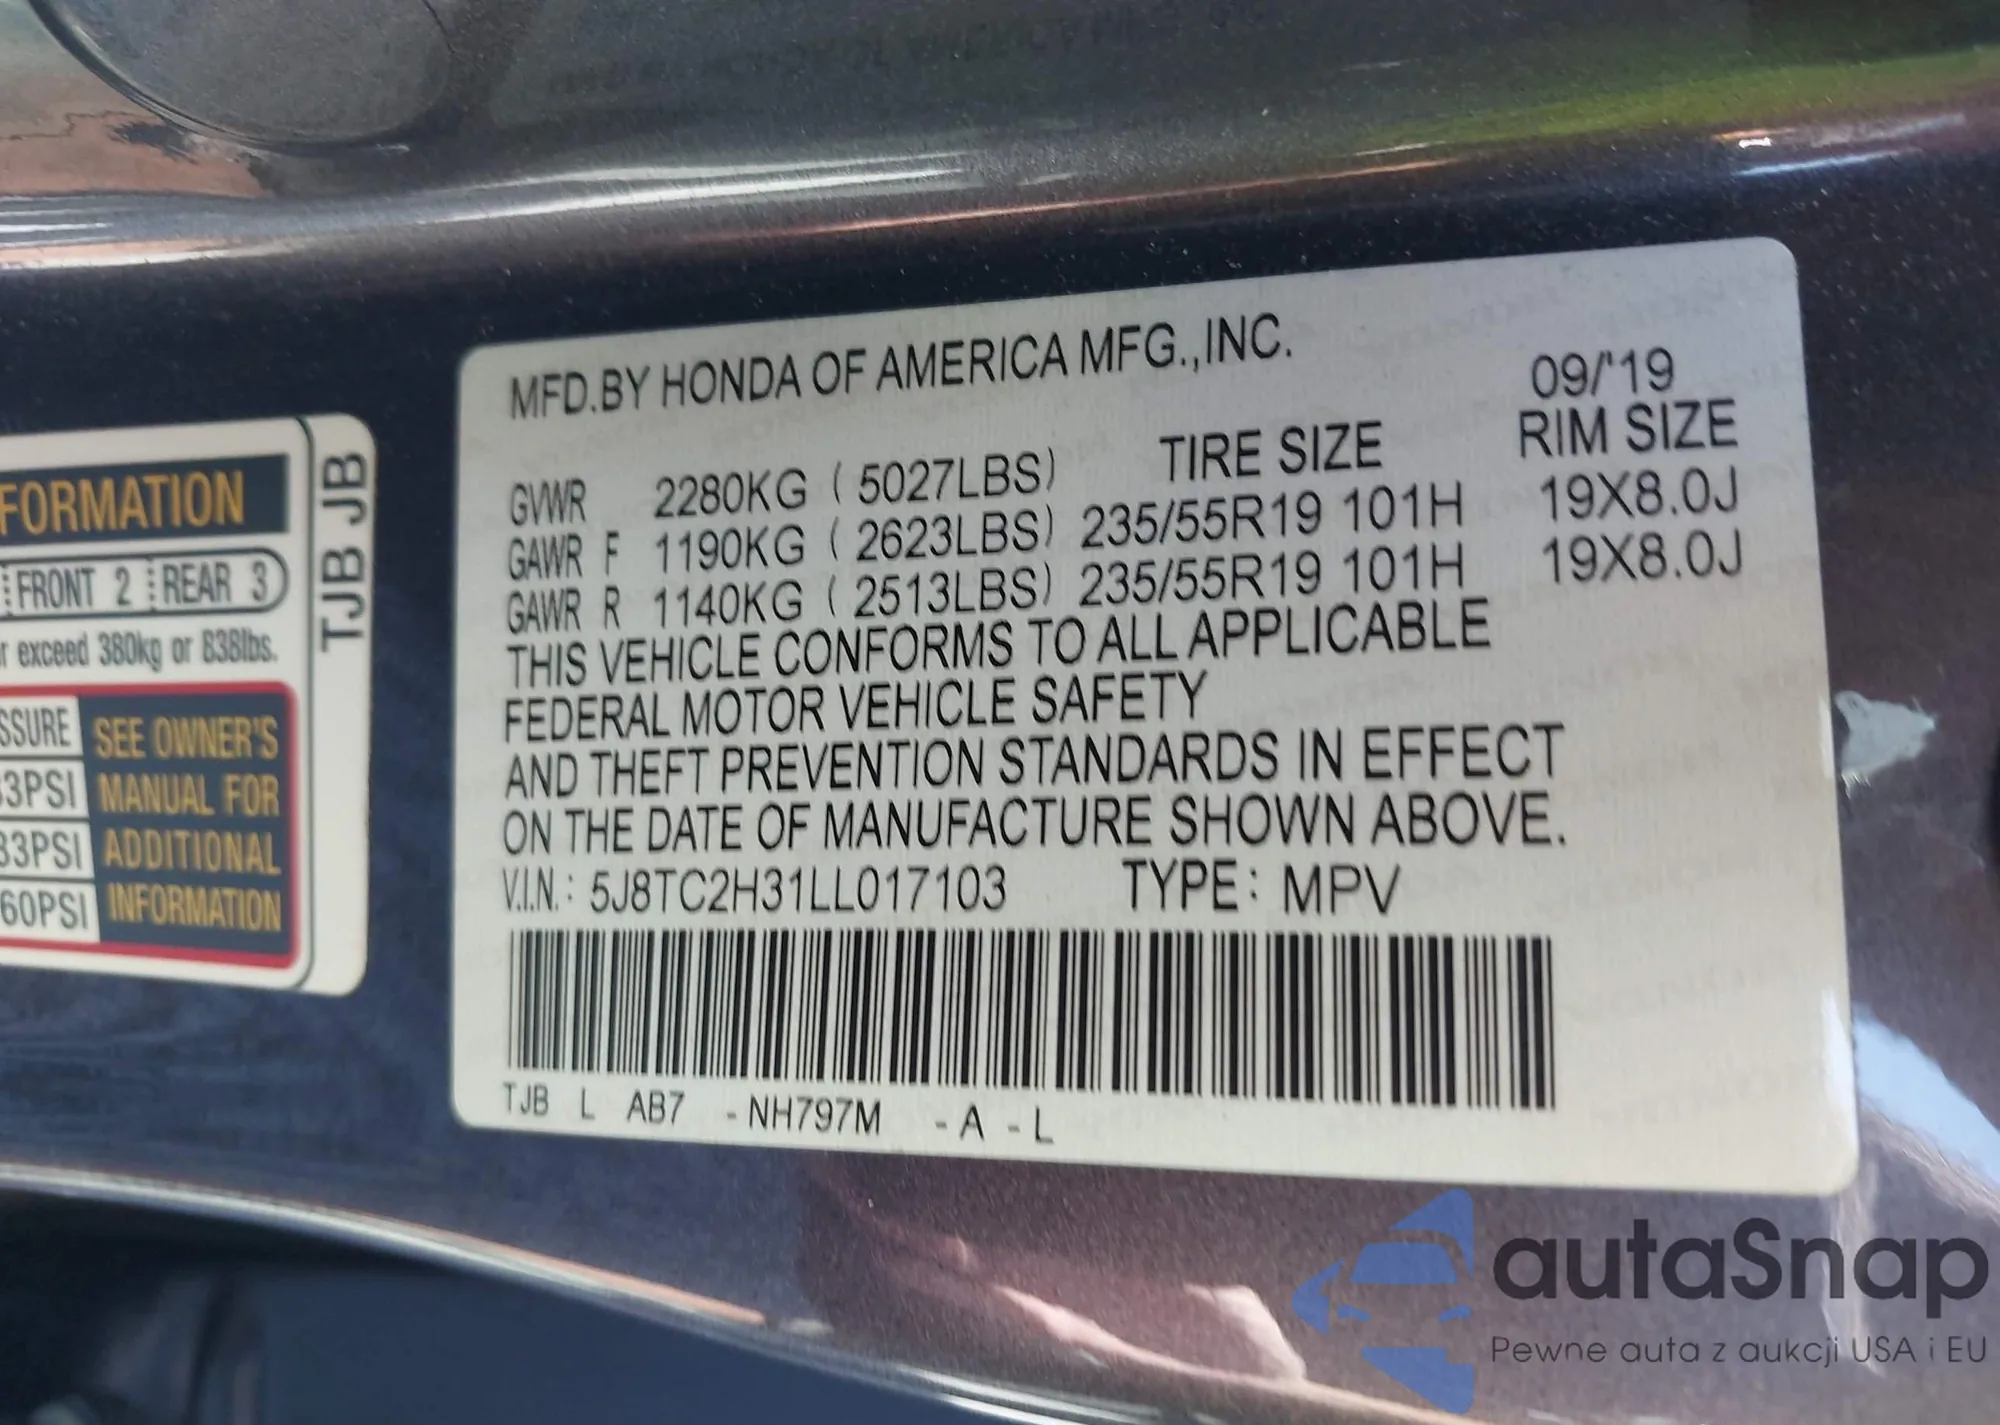 FORMATION
FRONT 2 REAR 3
exceed 380kg or 838lbs.
SSURE
33PSI
33PSI
60PSI
SEE OWNER'S
MANUAL FOR
ADDITIONAL
INFORMATION
TJB JB
MFD.BY HONDA OF AMERICA MFG.,INC.
09/'19
GVWR 2280KG ( 5027LBS) TIRE SIZE RIM SIZE
GAWR F 1190KG ( 2623LBS) 235/55R19 101H 19X8.0J
GAWR R 1140KG ( 2513LBS) 235/55R19 101H 19X8.0J
THIS VEHICLE CONFORMS TO ALL APPLICABLE
FEDERAL MOTOR VEHICLE SAFETY
AND THEFT PREVENTION STANDARDS IN EFFECT
ON THE DATE OF MANUFACTURE SHOWN ABOVE.
V.I.N.: 5J8TC2H31LL017103 TYPE: MPV
TJB L AB7 - NH797M - A - L
autaSnap
Pewne auta z aukcji USA i EU